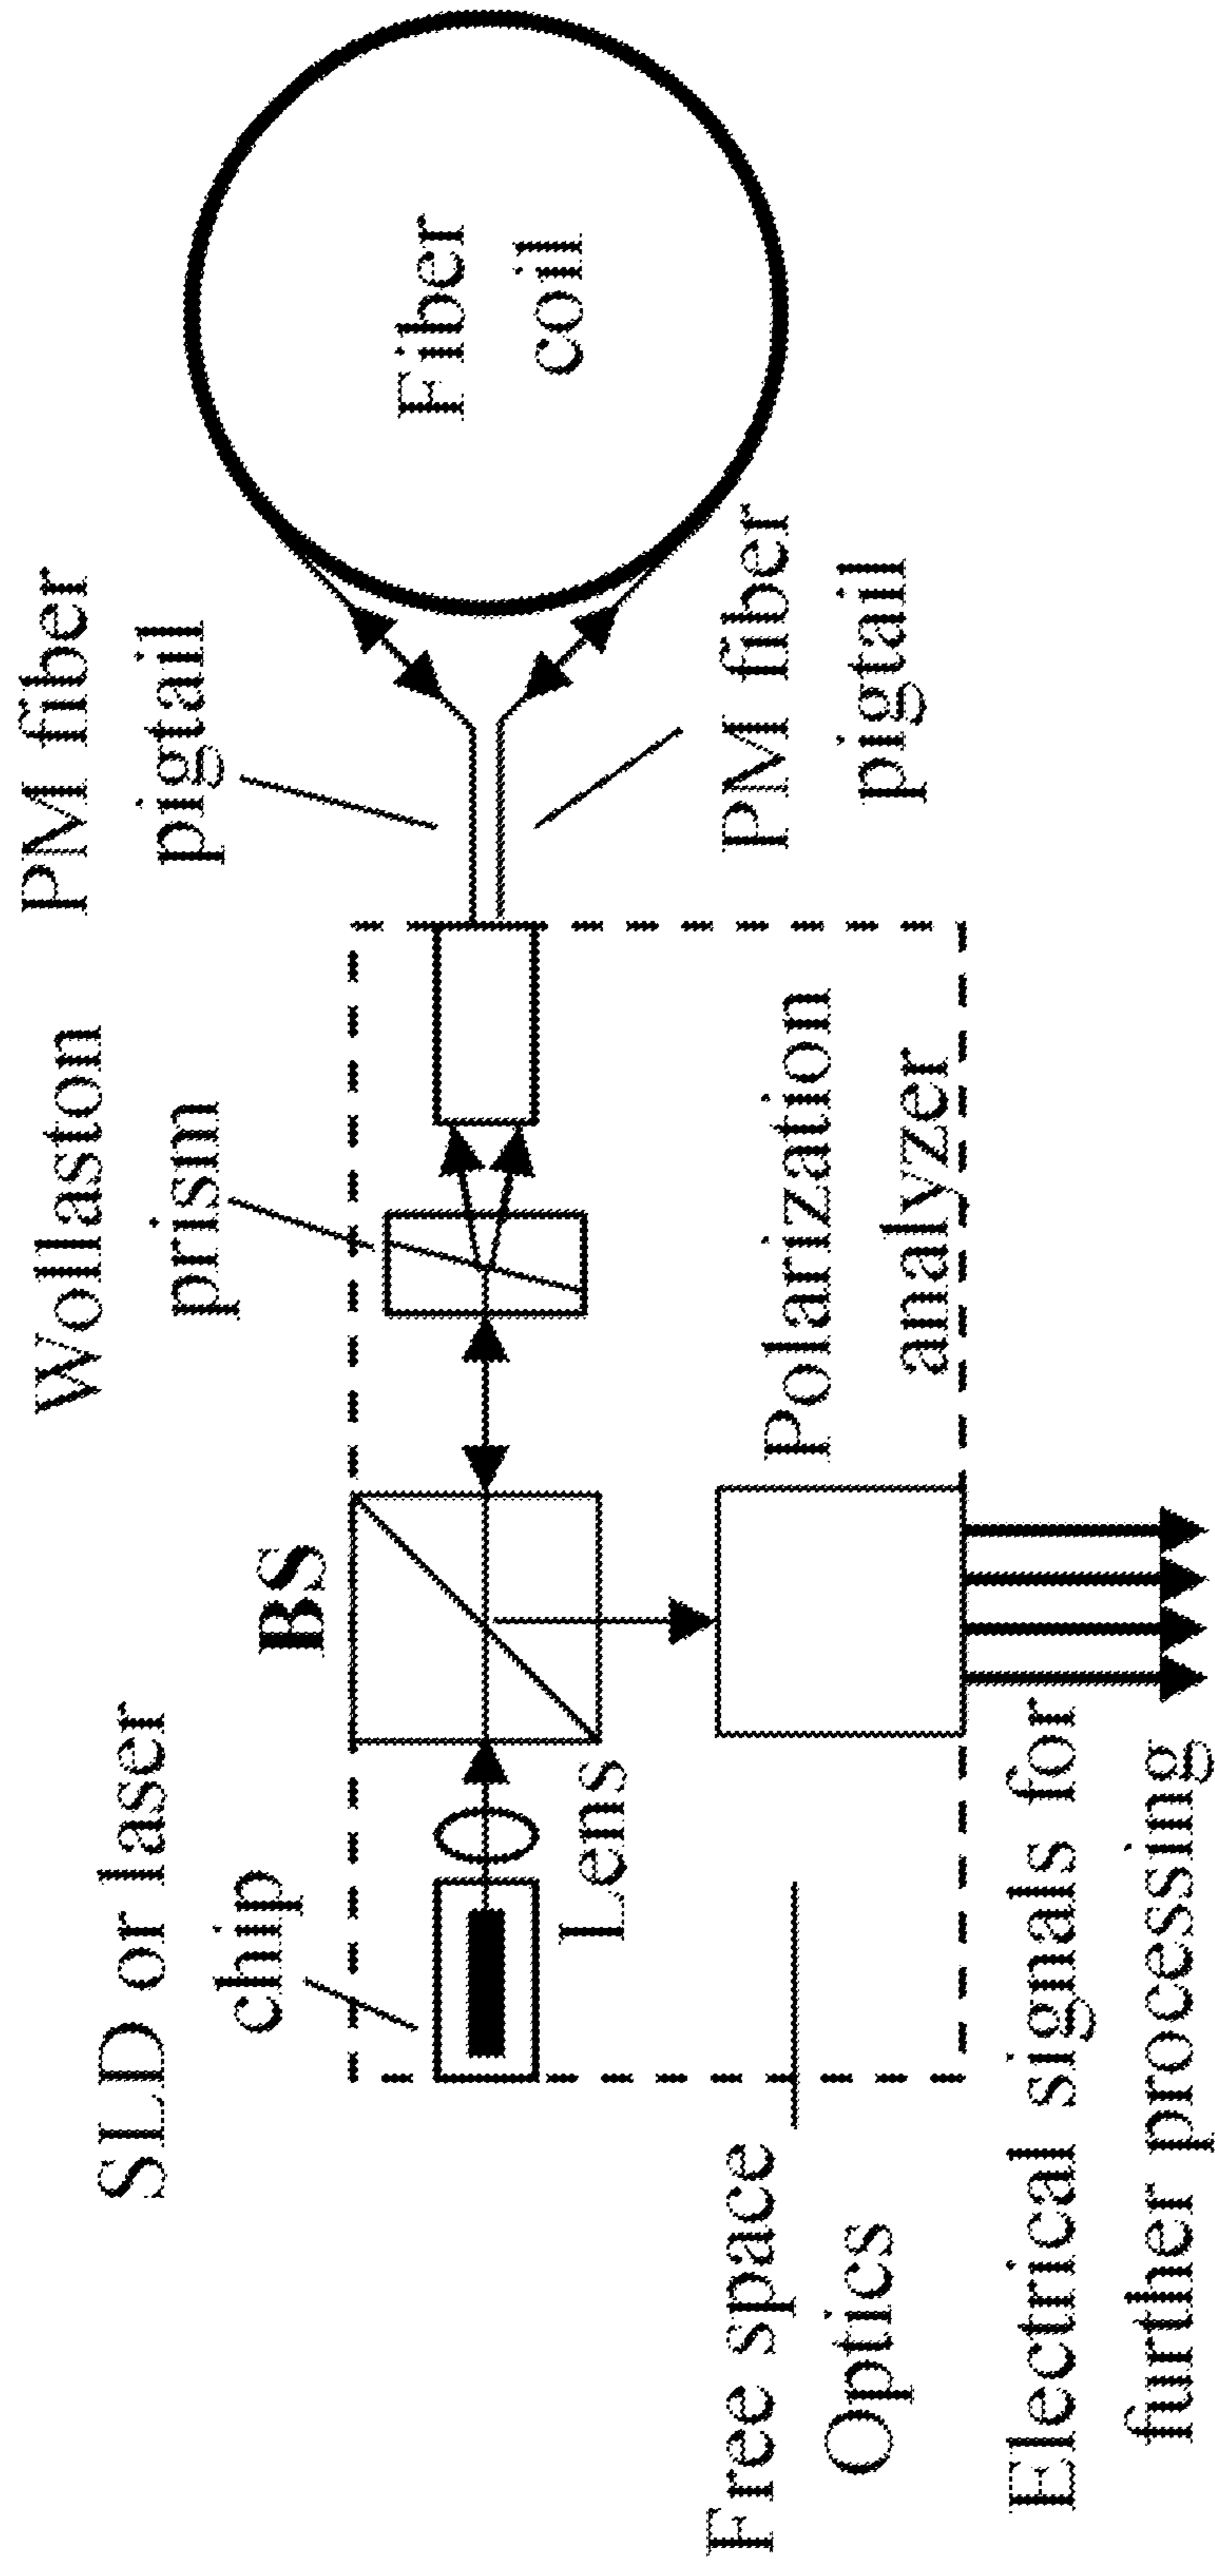 SLD or laser
chip
BS
Wollaston
prism
PM fiber
pigtail
Fiber
coil
Lens
PM fiber
pigtail
Polarization
analyzer
Free space
Optics
Electrical signals for
further processing